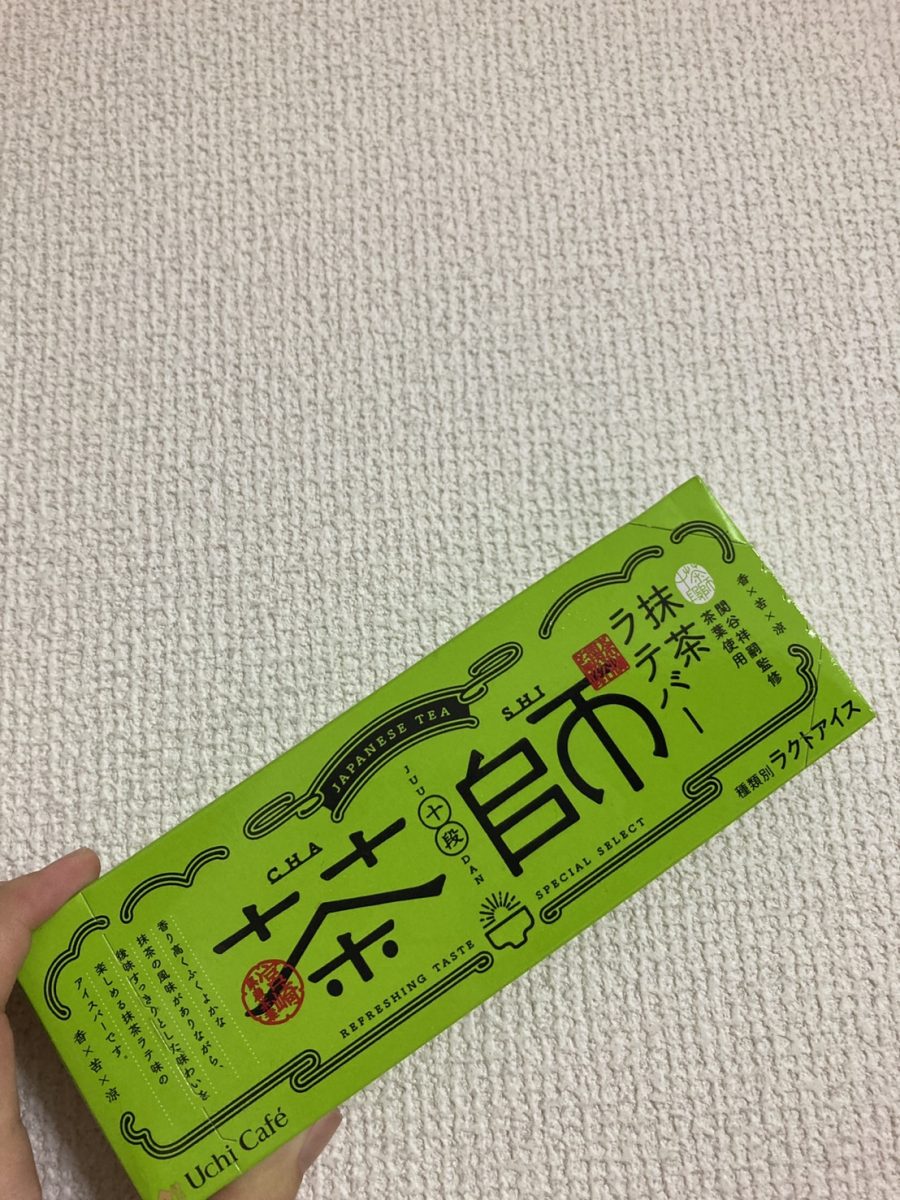 香×苦×涼
関谷祥嗣監修
茶葉使用
抹茶
ラテバー
種類別 ラクトアイス
JAPANESE TEA
CHA
SHI
茶師
JUU
十段
DAN
宮崎
REFRESHING TASTE
SPECIAL SELECT
香り高くふくよかな
抹茶の風味がありながら、
後味すっきりとした味わいを
楽しめる抹茶ラテ味の
アイスバーです。
香×苦×涼
Uchi Café